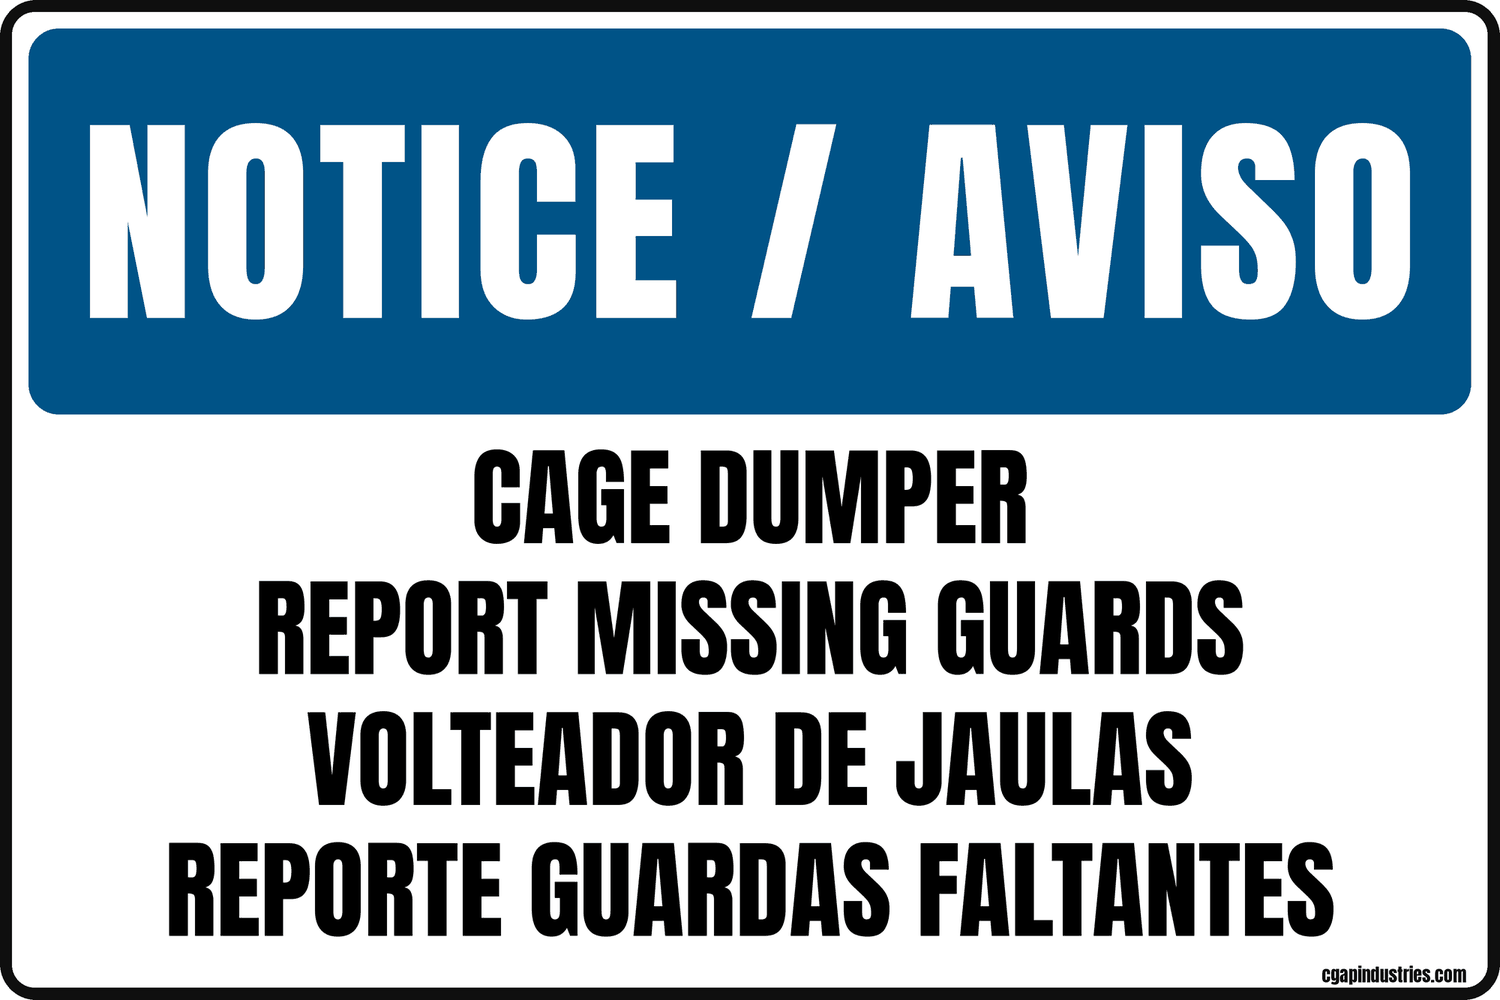 NOTICE / AVISO
CAGE DUMPER
REPORT MISSING GUARDS
VOLTEADOR DE JAULAS
REPORTE GUARDAS FALTANTES
cgapindustries.com